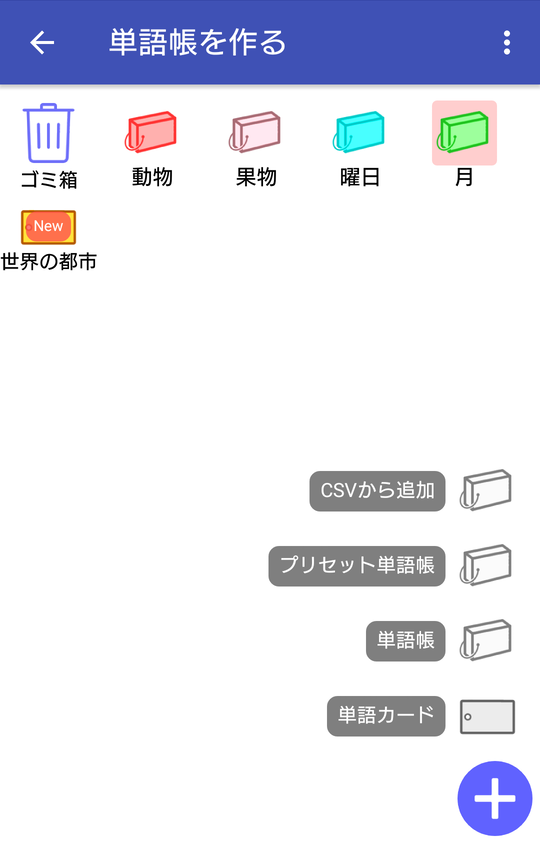 単語帳を作る
ゴミ箱
動物
果物
曜日
月
New
世界の都市
CSVから追加
プリセット単語帳
単語帳
単語カード